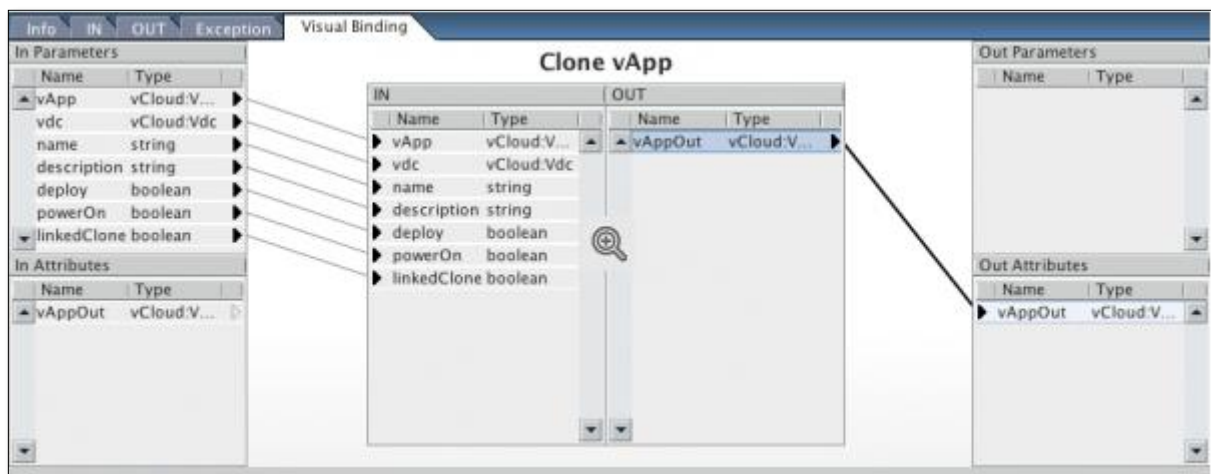 Info IN OUT Exception Visual Binding
In Parameters
Name Type
vApp vCloud:V...
vdc vCloud:Vdc
name string
description string
deploy boolean
powerOn boolean
linkedClone boolean
In Attributes
Name Type
vAppOut vCloud:V...
Clone vApp
IN OUT
Name Type Name Type
vApp vCloud:V... vAppOut vCloud:V...
vdc vCloud:Vdc
name string
description string
deploy boolean
powerOn boolean
linkedClone boolean
Out Parameters
Name Type
Out Attributes
Name Type
vAppOut vCloud:V...